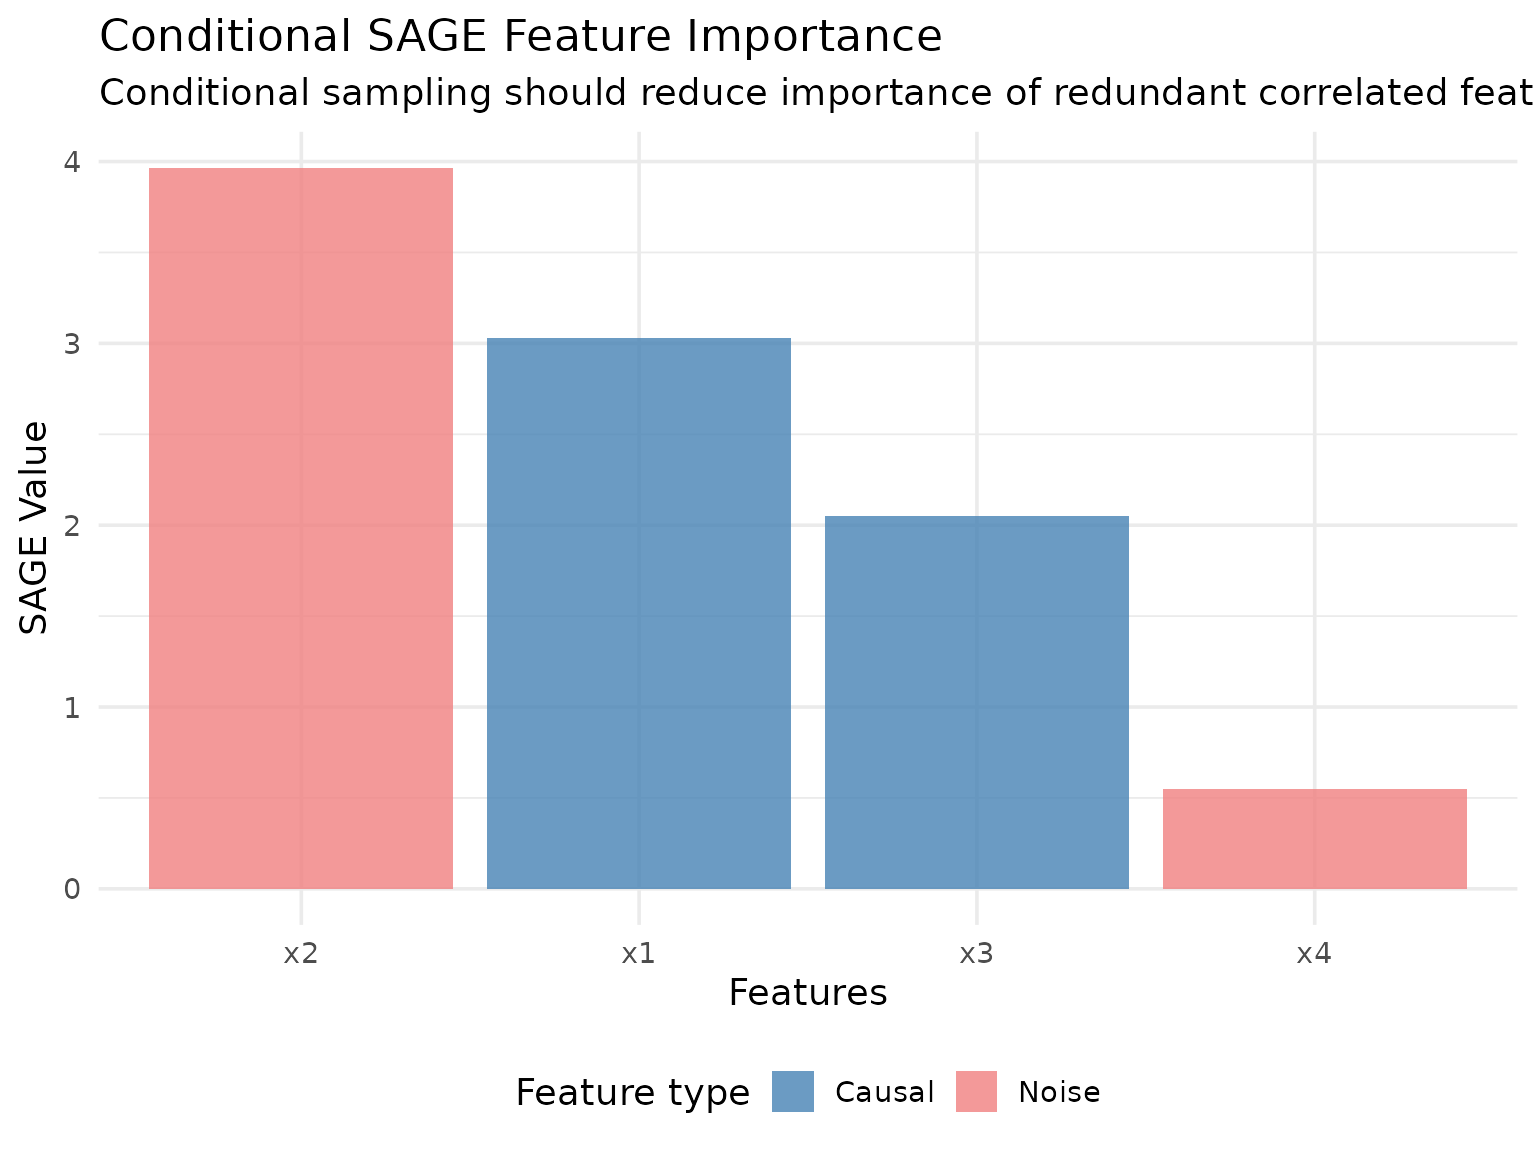 Conditional SAGE Feature Importance
Conditional sampling should reduce importance of redundant correlated feat
4
3
2
1
0
SAGE Value
x2 x1 x3 x4
Features
Feature type Causal Noise